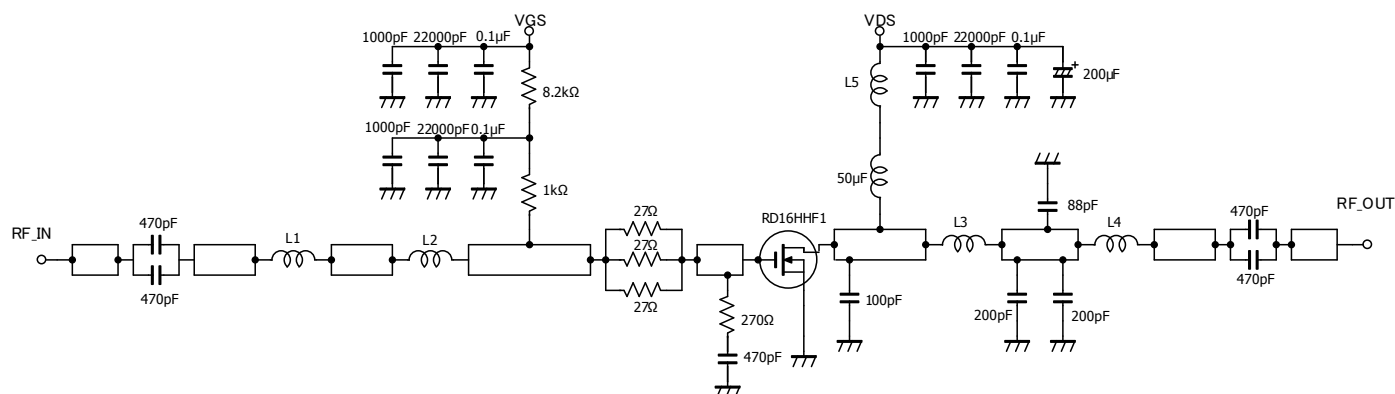 VGS
1000pF 22000pF 0.1µF
8.2kΩ
1000pF 22000pF 0.1µF
1kΩ
VDS
1000pF 22000pF 0.1µF
L5
+
200µF
50µF
88pF
RD16HHF1
RF_IN
470pF
470pF
L1
L2
27Ω
27Ω
27Ω
270Ω
470pF
100pF
L3
200pF
200pF
L4
470pF
470pF
RF_OUT